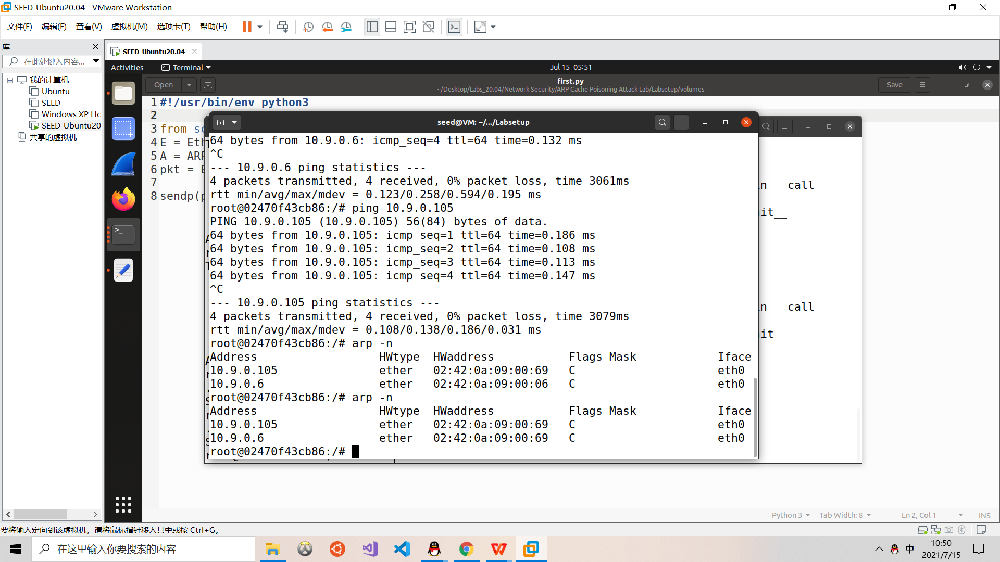 SEED-Ubuntu20.04 - VMware Workstation
文件(F) 编辑(E) 查看(V) 虚拟机(M) 选项卡(T) 帮助(H)
库
在此处键入内容...
我的计算机
Ubuntu
SEED
Windows XP Ho
SEED-Ubuntu20
共享的虚拟机
SEED-Ubuntu20.04
Activities Terminal Jul 15 05:51
Open first.py Save
~/Desktop/Labs_20.04/Network Security/ARP Cache Poisoning Attack Lab/Labsetup/volumes
1 #!/usr/bin/env python3
2
3 from sc
4 E = Eth
5 A = ARP
6 pkt = E
7
8 sendp(p
seed@VM: ~/.../Labsetup
64 bytes from 10.9.0.6: icmp_seq=4 ttl=64 time=0.132 ms
^C
--- 10.9.0.6 ping statistics ---
4 packets transmitted, 4 received, 0% packet loss, time 3061ms
rtt min/avg/max/mdev = 0.123/0.258/0.594/0.195 ms
root@02470f43cb86:/# ping 10.9.0.105
PING 10.9.0.105 (10.9.0.105) 56(84) bytes of data.
64 bytes from 10.9.0.105: icmp_seq=1 ttl=64 time=0.186 ms
64 bytes from 10.9.0.105: icmp_seq=2 ttl=64 time=0.108 ms
64 bytes from 10.9.0.105: icmp_seq=3 ttl=64 time=0.113 ms
64 bytes from 10.9.0.105: icmp_seq=4 ttl=64 time=0.147 ms
^C
--- 10.9.0.105 ping statistics ---
4 packets transmitted, 4 received, 0% packet loss, time 3079ms
rtt min/avg/max/mdev = 0.108/0.138/0.186/0.031 ms
root@02470f43cb86:/# arp -n
Address HWtype HWaddress Flags Mask Iface
10.9.0.105 ether 02:42:0a:09:00:69 C eth0
10.9.0.6 ether 02:42:0a:09:00:06 C eth0
root@02470f43cb86:/# arp -n
Address HWtype HWaddress Flags Mask Iface
10.9.0.105 ether 02:42:0a:09:00:69 C eth0
10.9.0.6 ether 02:42:0a:09:00:69 C eth0
root@02470f43cb86:/#
n __call__
it__
n __call__
it__
Python 3 Tab Width: 8 Ln 2, Col 1 INS
要将输入定向到该虚拟机，请将鼠标指针移入其中或按 Ctrl+G。
在这里输入你要搜索的内容
中
10:50
2021/7/15